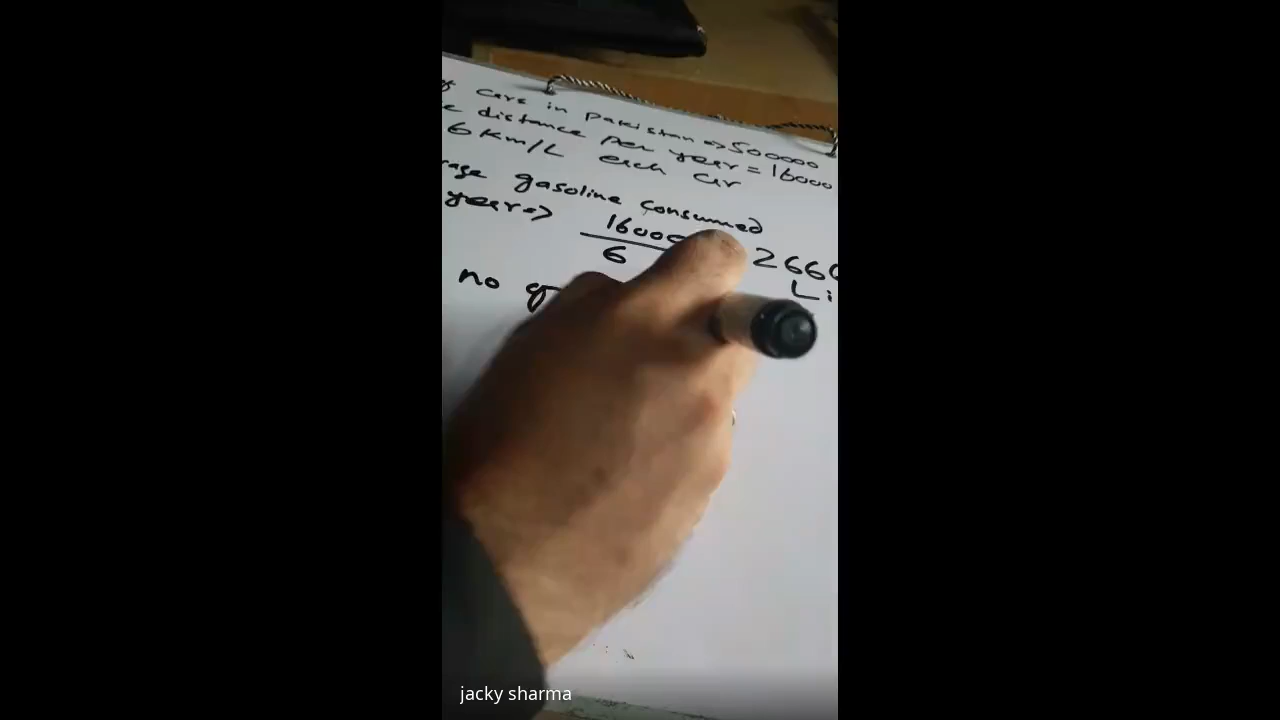 of cars in Pakistan => 500000
distance per year = 16000
6 Km/L each car
gasoline consumed
year => 16000
6
no
jacky sharma